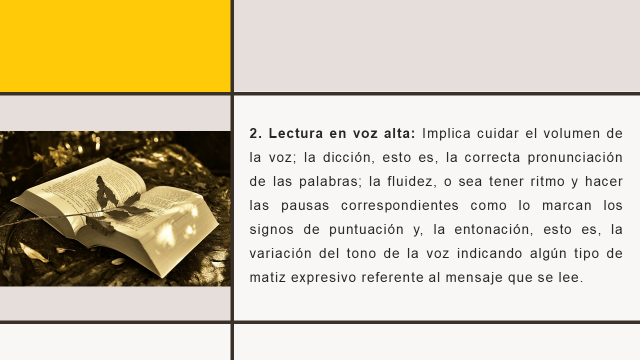 2. Lectura en voz alta: Implica cuidar el volumen de
la voz; la dicción, esto es, la correcta pronunciación
de las palabras; la fluidez, o sea tener ritmo y hacer
las pausas correspondientes como lo marcan los
signos de puntuación y, la entonación, esto es, la
variación del tono de la voz indicando algún tipo de
matiz expresivo referente al mensaje que se lee.